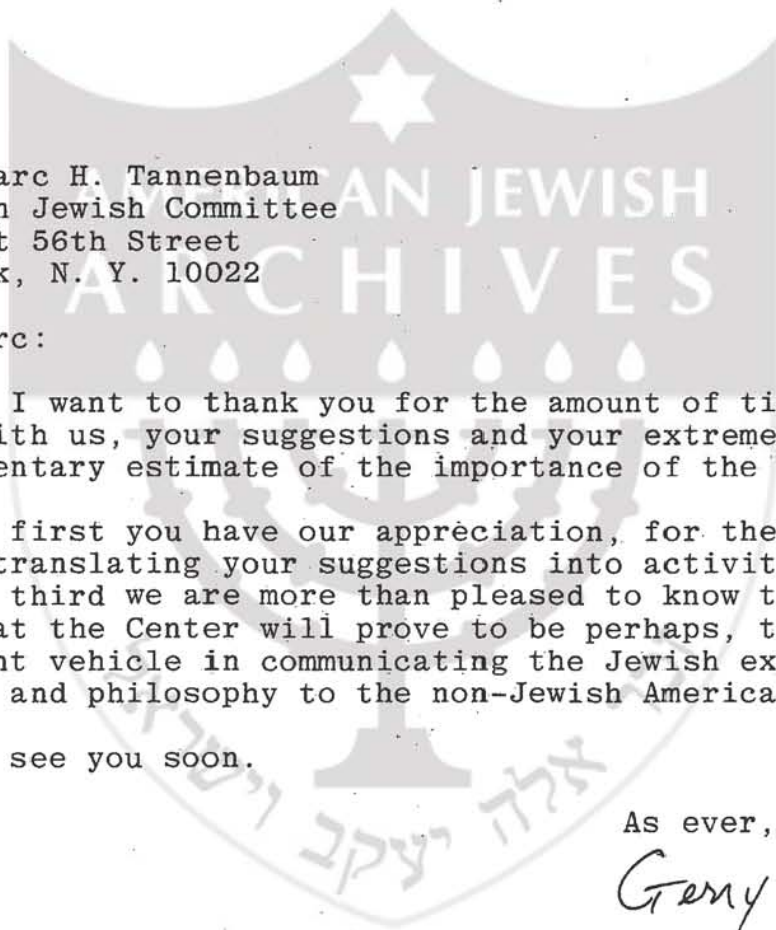 arc H. Tannenbaum
n Jewish Committee
t 56th Street
k, N. Y. 10022
AMERICAN JEWISH
ARCHIVES
rc:
I want to thank you for the amount of ti
ith us, your suggestions and your extreme
entary estimate of the importance of the
first you have our appreciation, for the
translating your suggestions into activit
third we are more than pleased to know t
at the Center will prove to be perhaps, t
nt vehicle in communicating the Jewish ex
and philosophy to the non-Jewish America
see you soon.
As ever,
Gerry
אלה יעקב וישראל